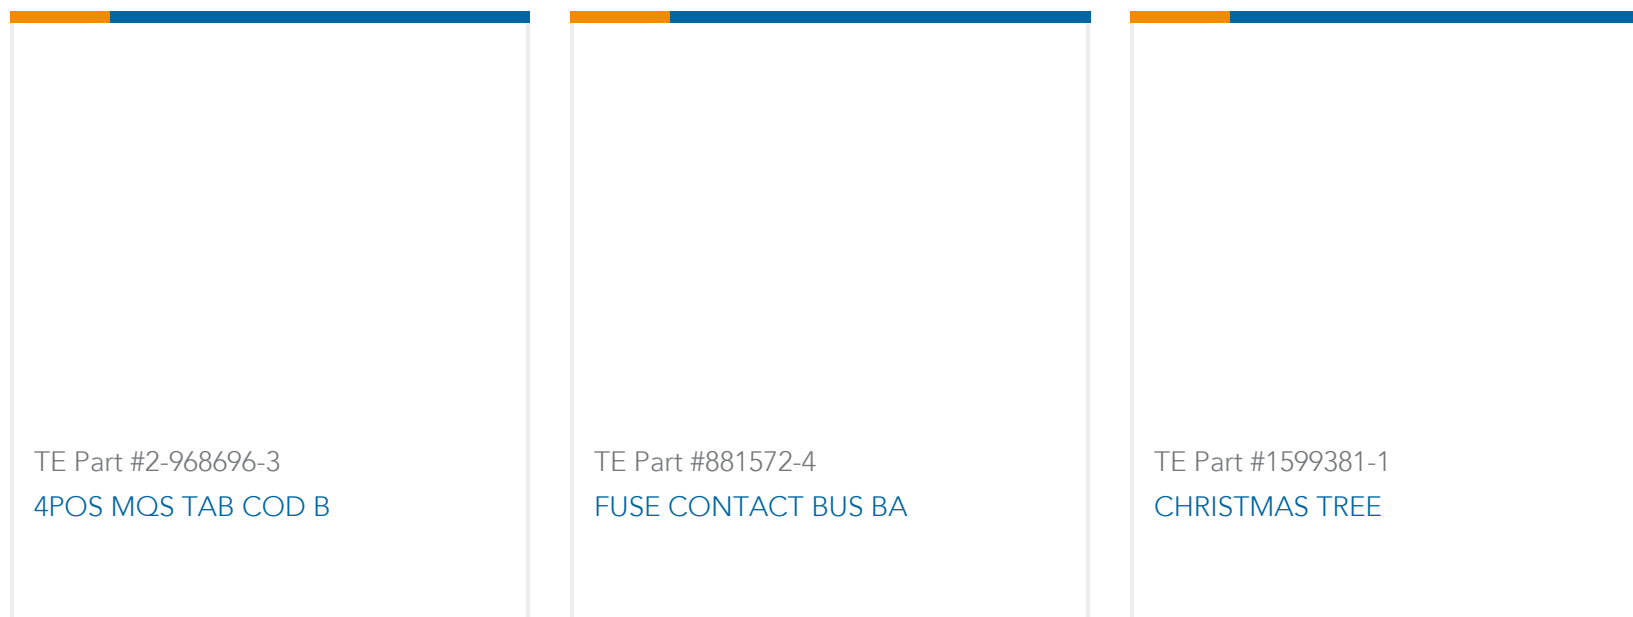 TE Part #2-968696-3
4POS MQS TAB COD B
TE Part #881572-4
FUSE CONTACT BUS BA
TE Part #1599381-1
CHRISTMAS TREE